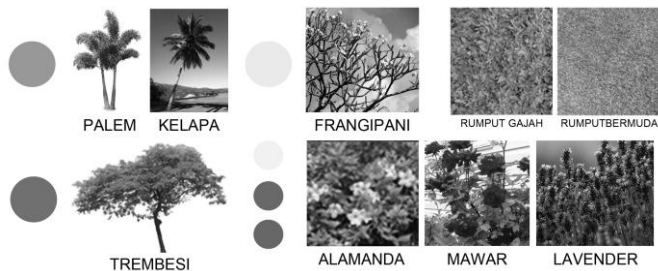 PALEM
KELAPA
FRANGIPANI
RUMPUT GAJAH
RUMPUTBERMUDA
TREMBESI
ALAMANDA
MAWAR
LAVENDER